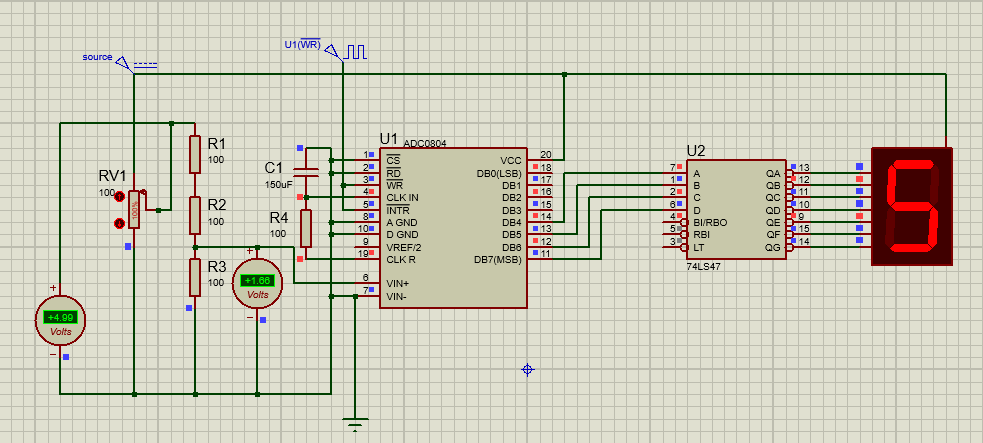 source
U1(WR)
R1
100
RV1
100
100%
R2
100
R3
100
+4.99
Volts
+1.66
Volts
C1
150uF
R4
100
U1
ADC0804
1 CS
2 RD
3 WR
4 CLK IN
5 INTR
8 A GND
10 D GND
9 VREF/2
19 CLK R
6 VIN+
7 VIN-
VCC 20
DB0(LSB) 18
DB1 17
DB2 16
DB3 15
DB4 14
DB5 13
DB6 12
DB7(MSB) 11
U2
7 A
1 B
2 C
6 D
4 BI/RBO
5 RBI
3 LT
QA 13
QB 12
QC 11
QD 10
QE 9
QF 15
QG 14
74LS47
5